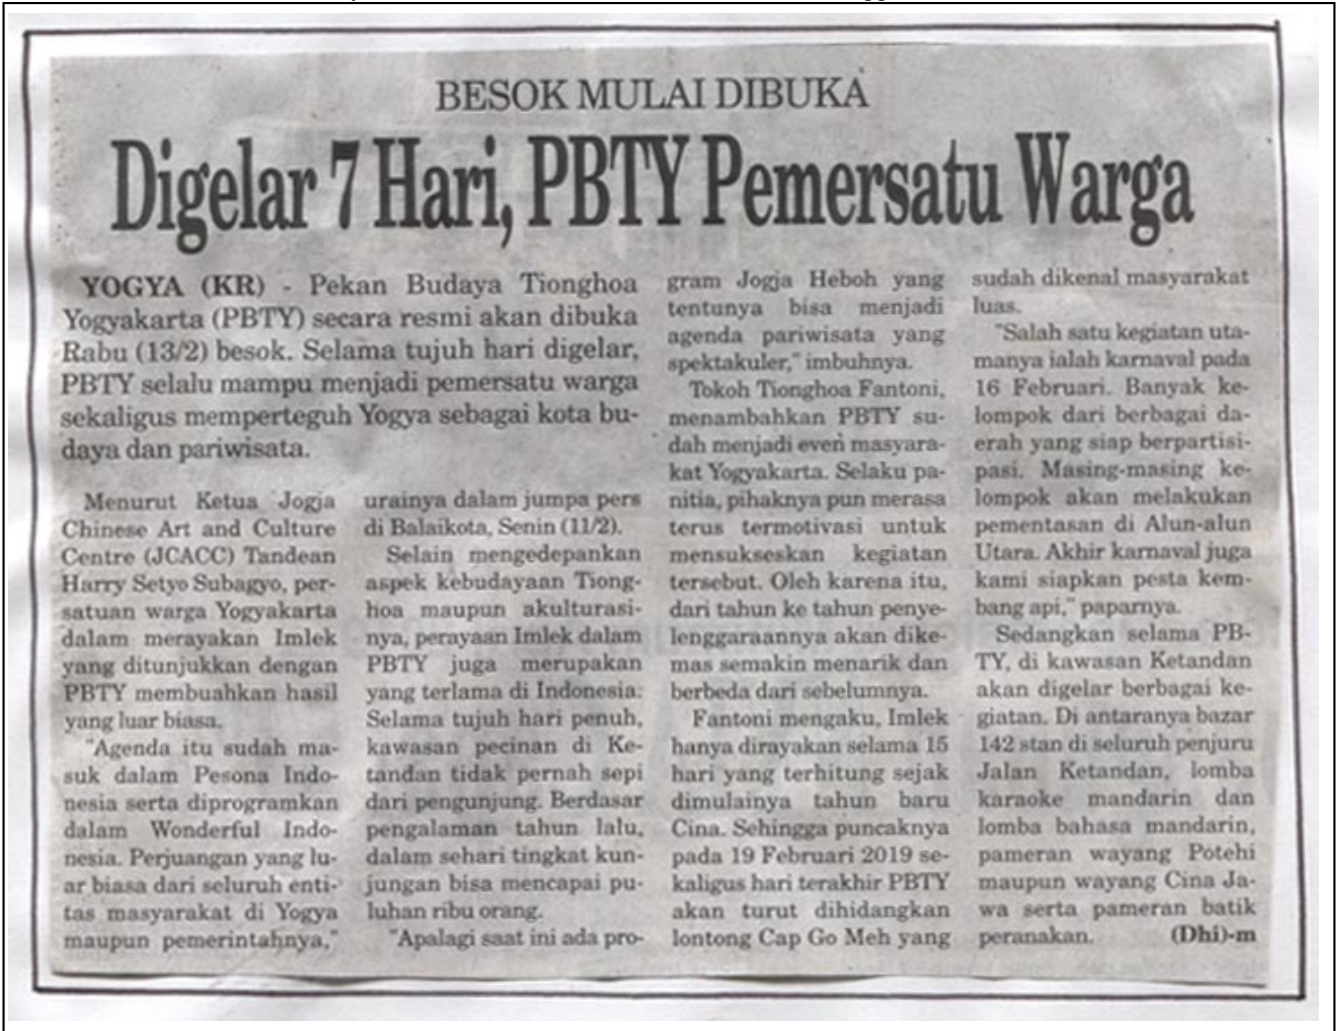 BESOK MULAI DIBUKA
Digelar 7 Hari, PBTY Pemersatu Warga
YOGYA (KR) - Pekan Budaya Tionghoa
Yogyakarta (PBTY) secara resmi akan dibuka
Rabu (13/2) besok. Selama tujuh hari digelar,
PBTY selalu mampu menjadi pemersatu warga
sekaligus memperteguh Yogya sebagai kota bu-
daya dan pariwisata.
Menurut Ketua Jogja
Chinese Art and Culture
Centre (JCACC) Tandean
Harry Setyo Subagyo, per-
satuan warga Yogyakarta
dalam merayakan Imlek
yang ditunjukkan dengan
PBTY membuahkan hasil
yang luar biasa.
"Agenda itu sudah ma-
suk dalam Pesona Indo-
nesia serta diprogramkan
dalam Wonderful Indo-
nesia. Perjuangan yang lu-
ar biasa dari seluruh enti-
tas masyarakat di Yogya
maupun pemerintahnya,"
urainya dalam jumpa pers
di Balaikota, Senin (11/2).
Selain mengedepankan
aspek kebudayaan Tiong-
hoa maupun akulturasi-
nya, perayaan Imlek dalam
PBTY juga merupakan
yang terlama di Indonesia.
Selama tujuh hari penuh,
kawasan pecinan di Ke-
tandan tidak pernah sepi
dari pengunjung. Berdasar
pengalaman tahun lalu,
dalam sehari tingkat kun-
jungan bisa mencapai pu-
luhan ribu orang.
"Apalagi saat ini ada pro-
gram Jogja Heboh yang
tentunya bisa menjadi
agenda pariwisata yang
spektakuler," imbuhnya.
Tokoh Tionghoa Fantoni,
menambahkan PBTY su-
dah menjadi even masyara-
kat Yogyakarta. Selaku pa-
nitia, pihaknya pun merasa
terus termotivasi untuk
mensukseskan kegiatan
tersebut. Oleh karena itu,
dari tahun ke tahun penye-
lenggaraannya akan dike-
mas semakin menarik dan
berbeda dari sebelumnya.
Fantoni mengaku, Imlek
hanya dirayakan selama 15
hari yang terhitung sejak
dimulainya tahun baru
Cina. Sehingga puncaknya
pada 19 Februari 2019 se-
kaligus hari terakhir PBTY
akan turut dihidangkan
lontong Cap Go Meh yang
sudah dikenal masyarakat
luas.
"Salah satu kegiatan uta-
manya ialah karnaval pada
16 Februari. Banyak ke-
lompok dari berbagai da-
erah yang siap berpartisi-
pasi. Masing-masing ke-
lompok akan melakukan
pementasan di Alun-alun
Utara. Akhir karnaval juga
kami siapkan pesta kem-
bang api," paparnya.
Sedangkan selama PB-
TY, di kawasan Ketandan
akan digelar berbagai ke-
giatan. Di antaranya bazar
142 stan di seluruh penjuru
Jalan Ketandan, lomba
karaoke mandarin dan
lomba bahasa mandarin,
pameran wayang Potehi
maupun wayang Cina Ja-
wa serta pameran batik
peranakan. (Dhi)-m